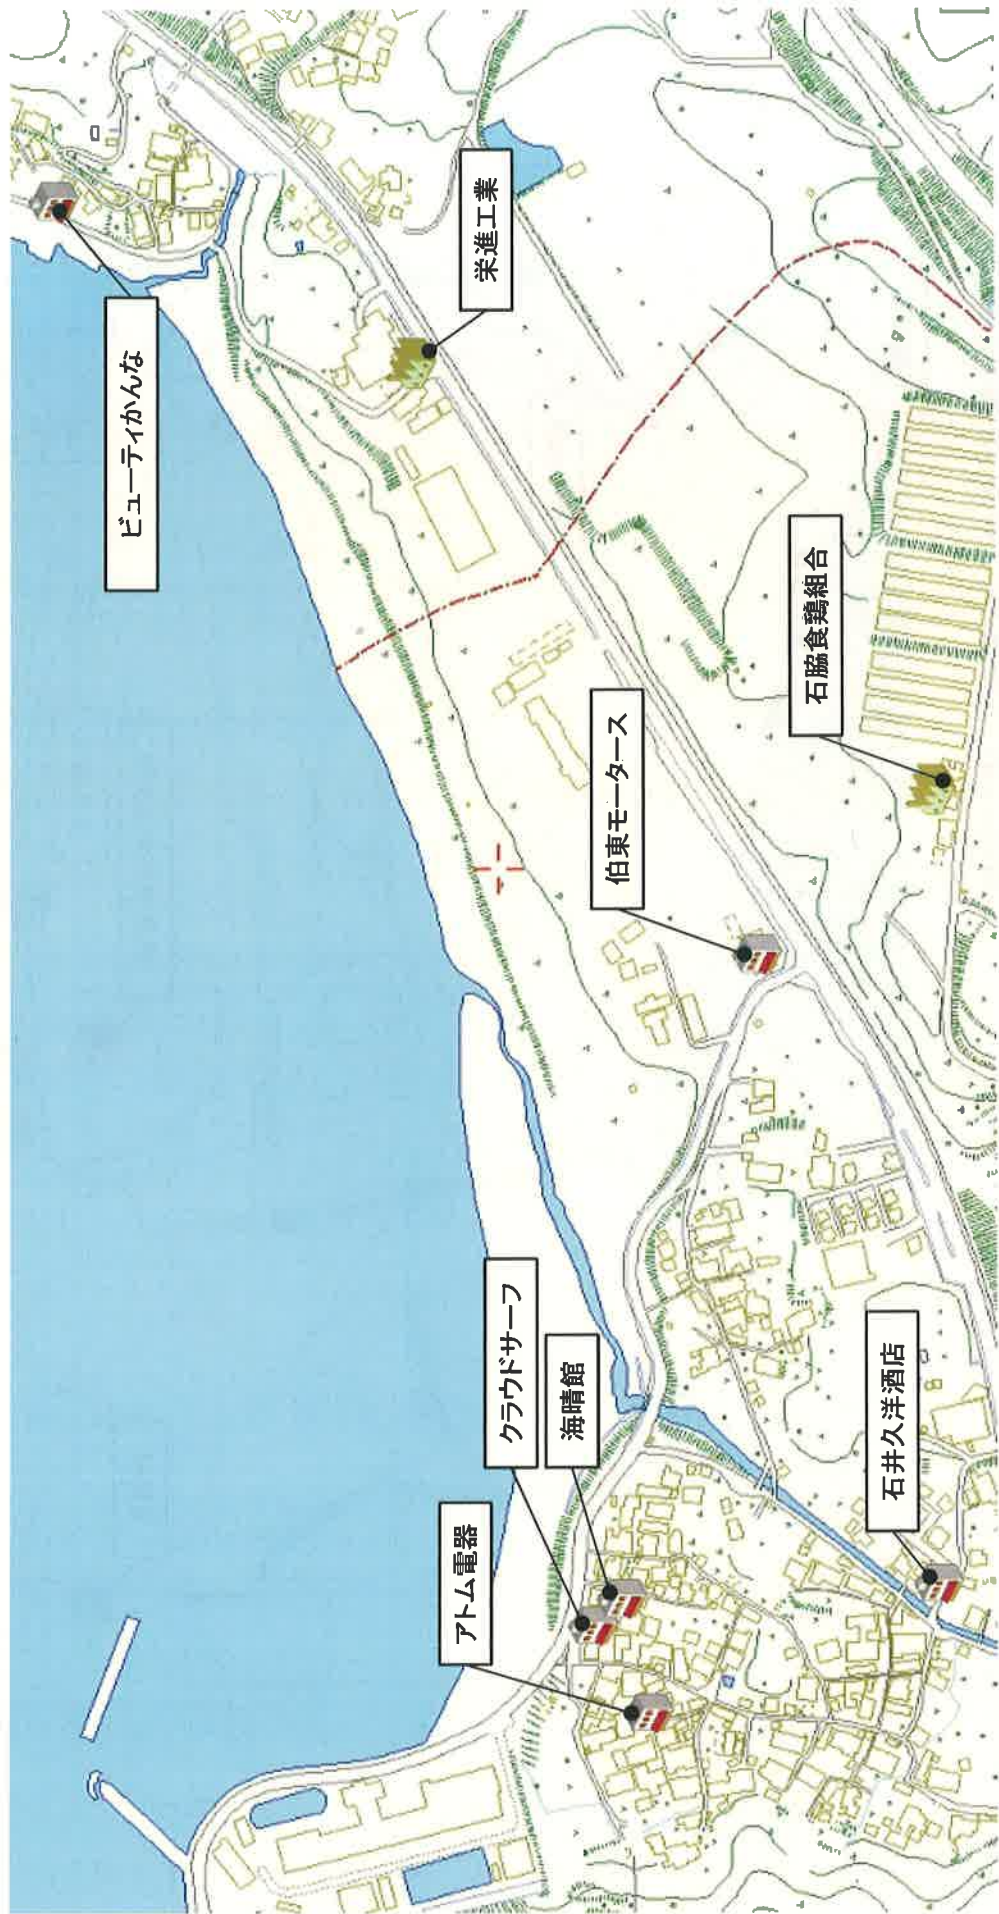 ビューティかんな
栄進工業
石脇食鶏組合
伯東モータース
クラウドサーフ
海晴館
石井久洋酒店
アトム電器